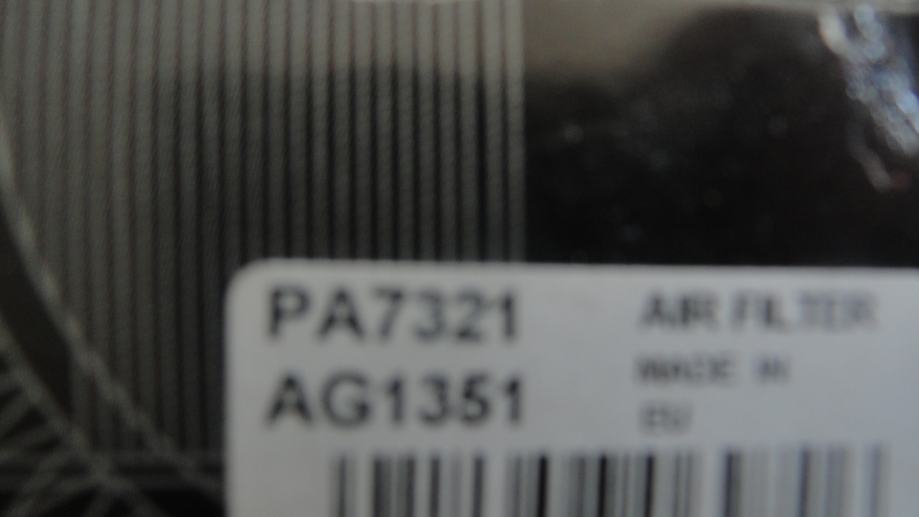 PA7321
AG1351
AIR FILTER
MADE IN
EU